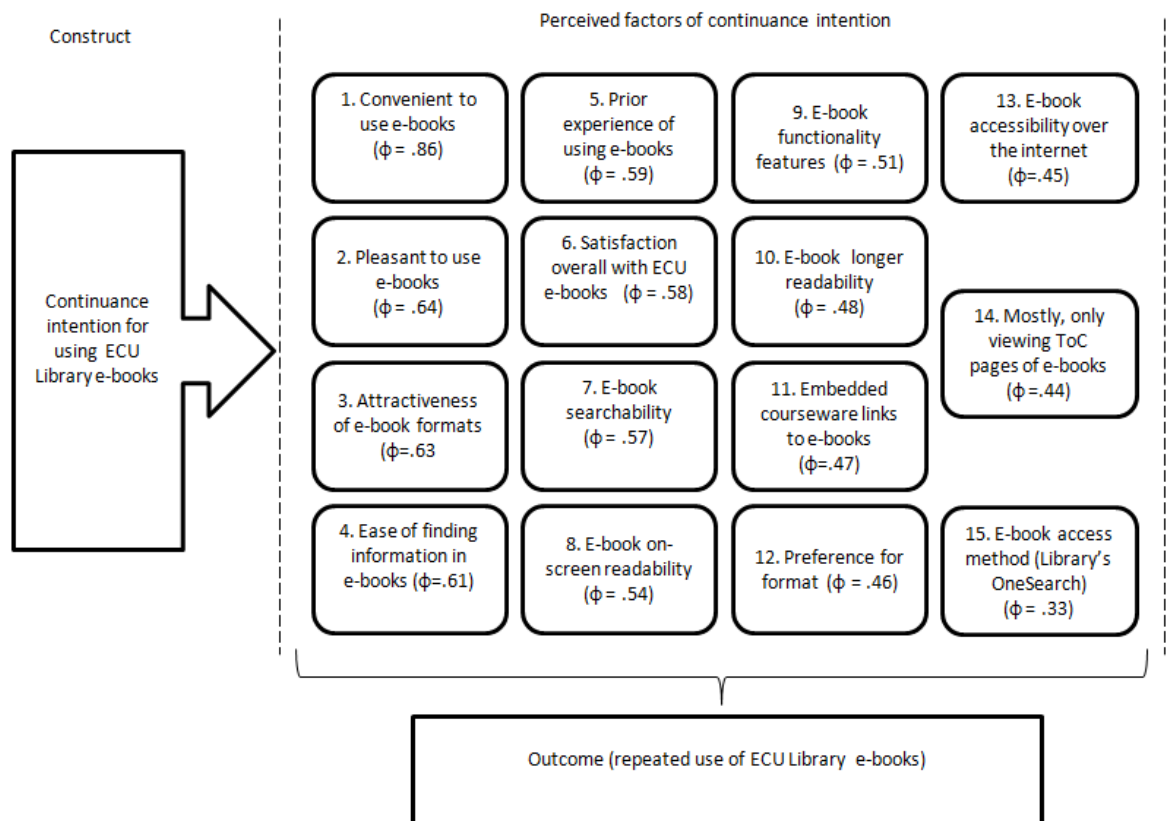 Construct
Perceived factors of continuance intention
Continuance
intention for
using ECU
Library e-books
1. Convenient to
use e-books
(ϕ = .86)
2. Pleasant to use
e-books
(ϕ = .64)
3. Attractiveness
of e-book formats
(ϕ=.63
4. Ease of finding
information in
e-books (ϕ=.61)
5. Prior
experience of
using e-books
(ϕ = .59)
6. Satisfaction
overall with ECU
e-books (ϕ = .58)
7. E-book
searchability
(ϕ = .57)
8. E-book on-
screen readability
(ϕ = .54)
9. E-book
functionality
features (ϕ = .51)
10. E-book longer
readability
(ϕ = .48)
11. Embedded
courseware links
to e-books
(ϕ=.47)
12. Preference for
format (ϕ = .46)
13. E-book
accessibility over
the internet
(ϕ=.45)
14. Mostly, only
viewing ToC
pages of e-books
(ϕ=.44)
15. E-book access
method (Library's
OneSearch)
(ϕ = .33)
Outcome (repeated use of ECU Library e-books)